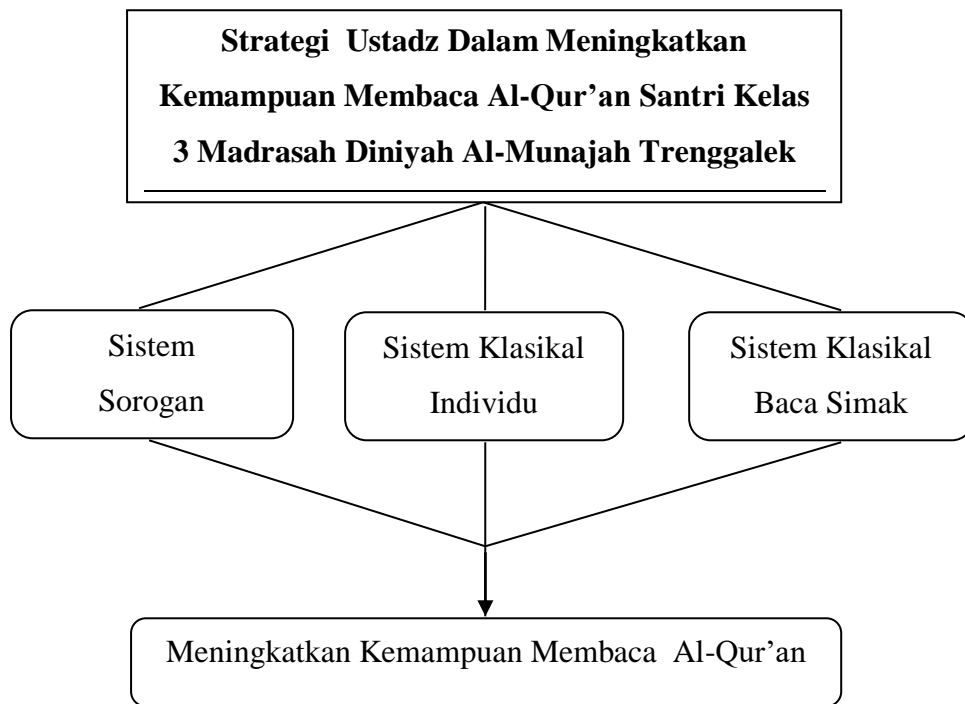 Strategi Ustadz Dalam Meningkatkan
Kemampuan Membaca Al-Qur’an Santri Kelas
3 Madrasah Diniyah Al-Munajah Trenggalek
Sistem
Sorogan
Sistem Klasikal
Individu
Sistem Klasikal
Baca Simak
Meningkatkan Kemampuan Membaca Al-Qur’an